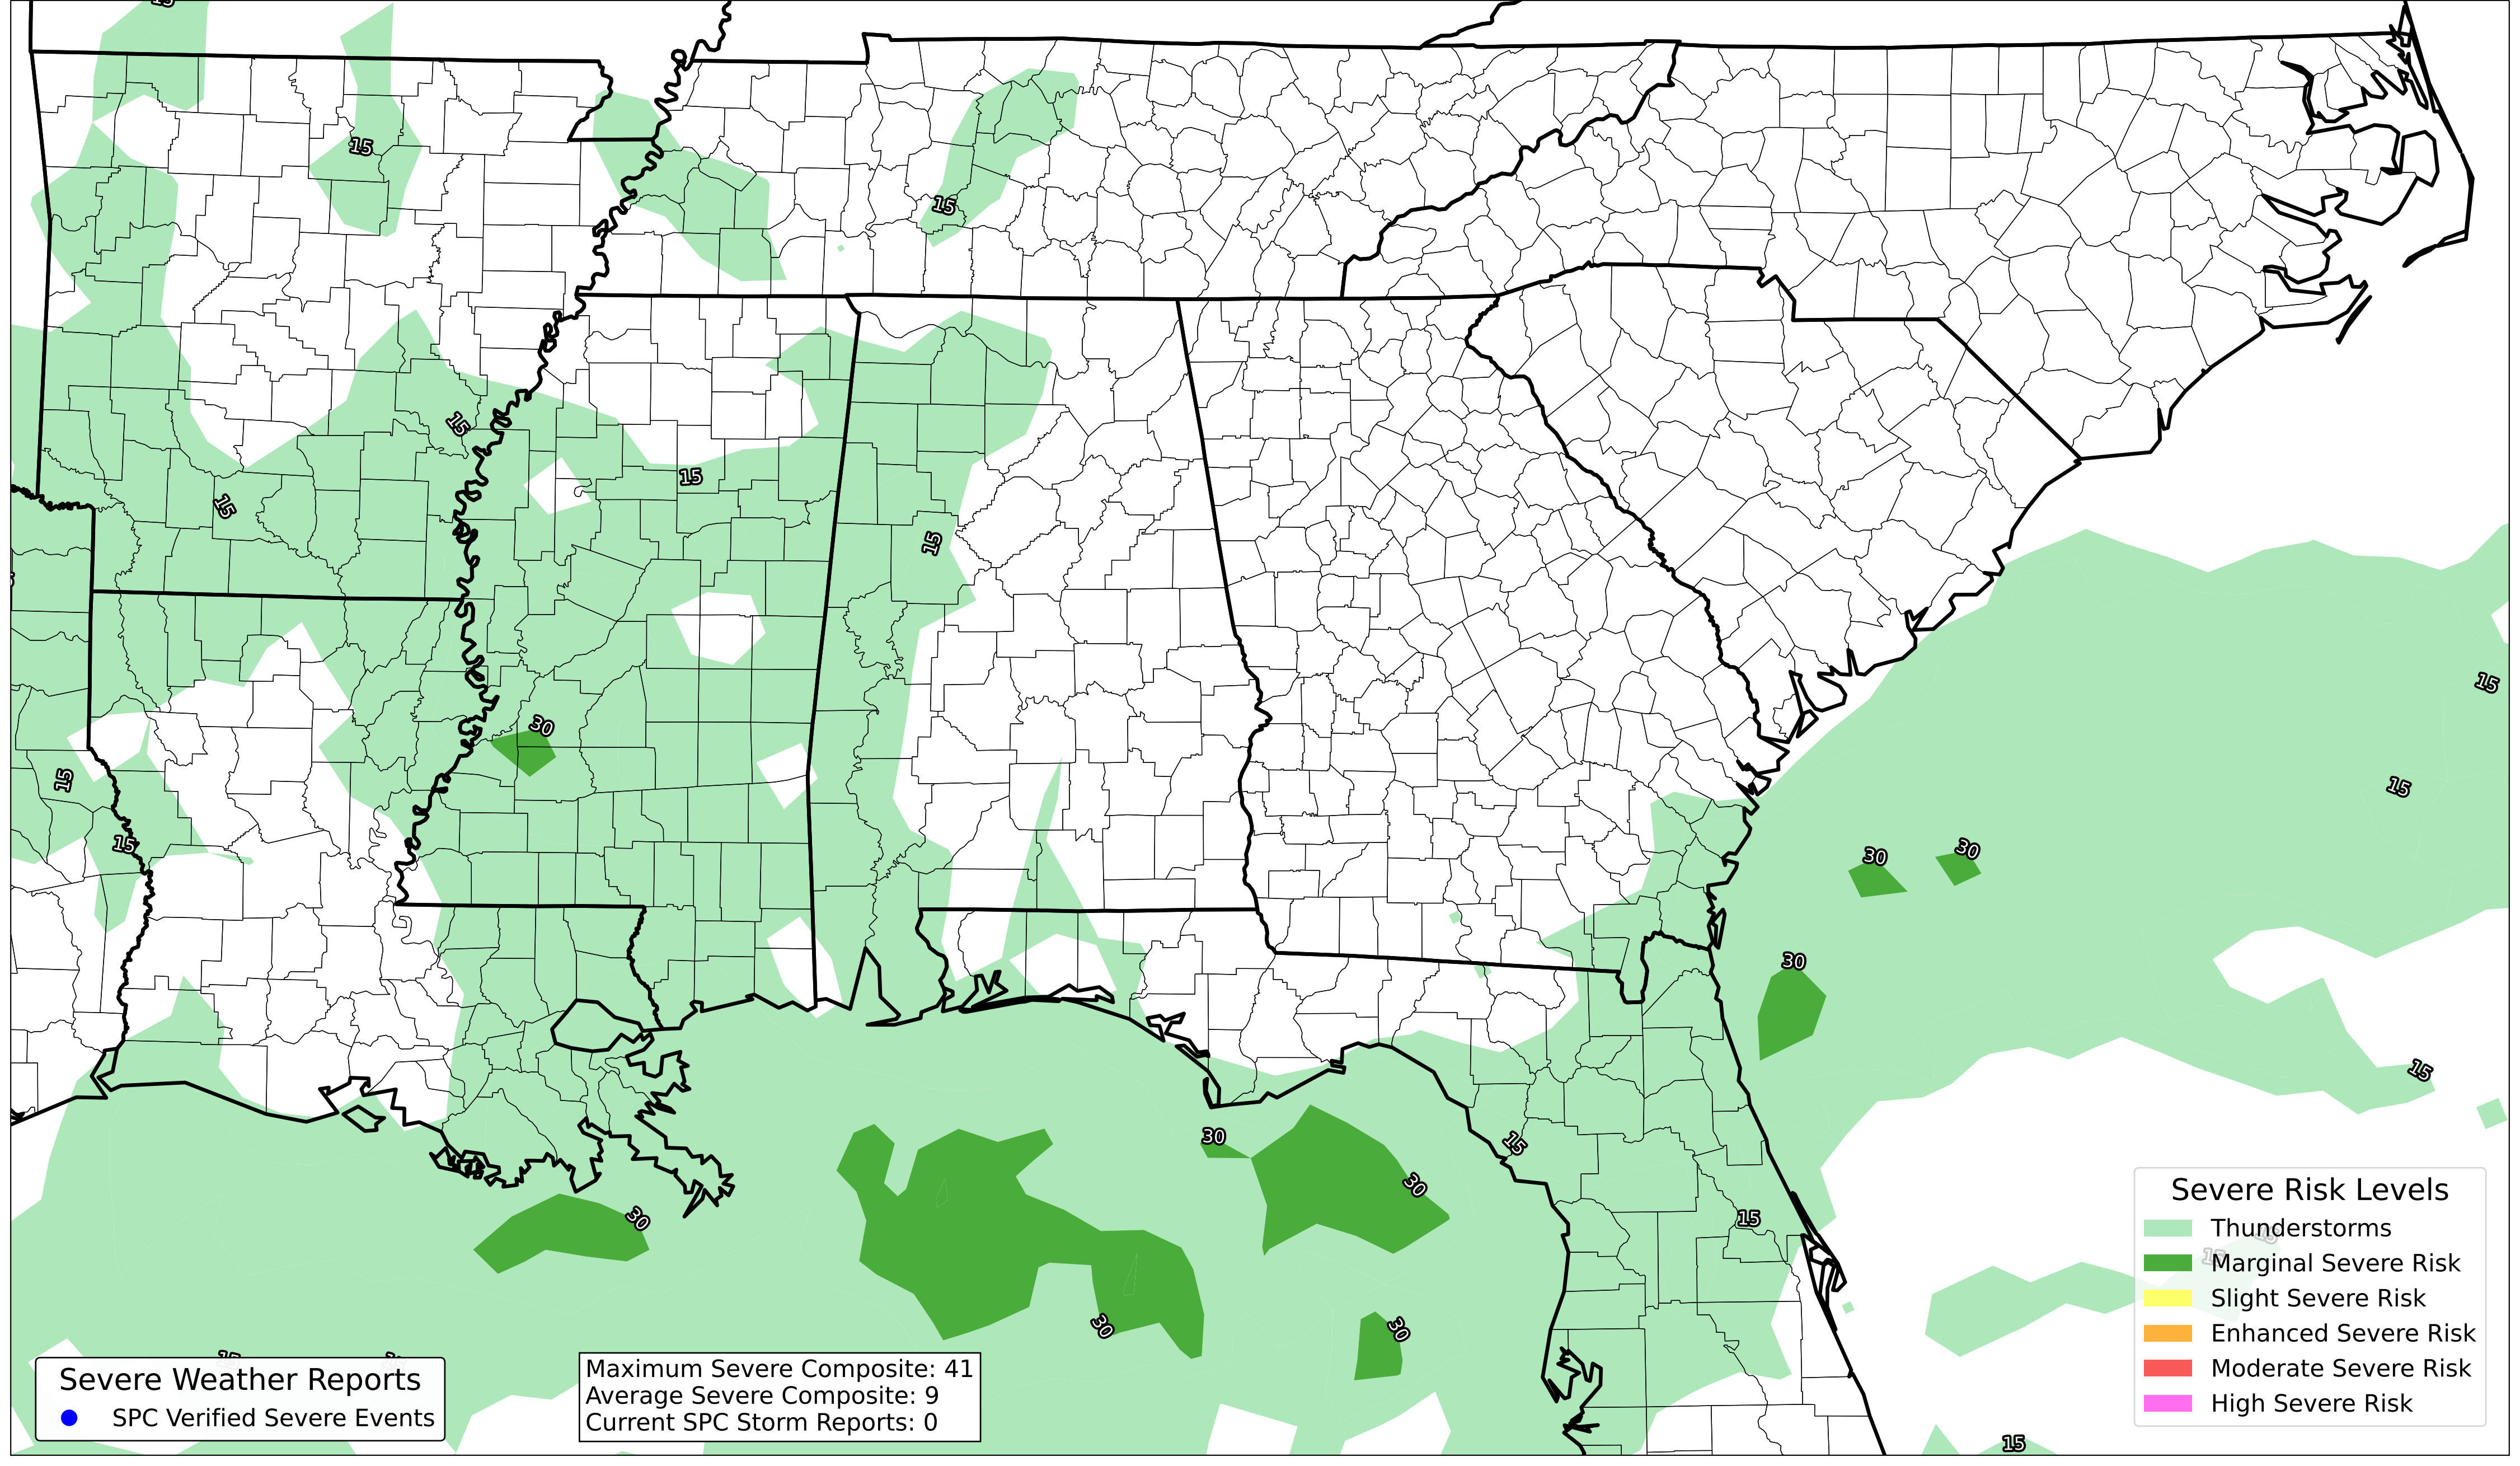 15
15
15
15
15
15
15
15
30
15
15
15
30
30
30
15
30
15
30
30
15
15
30
30
15
15
Severe Weather Reports
SPC Verified Severe Events
Maximum Severe Composite: 41
Average Severe Composite: 9
Current SPC Storm Reports: 0
Severe Risk Levels
Thunderstorms
Marginal Severe Risk
Slight Severe Risk
Enhanced Severe Risk
Moderate Severe Risk
High Severe Risk
15